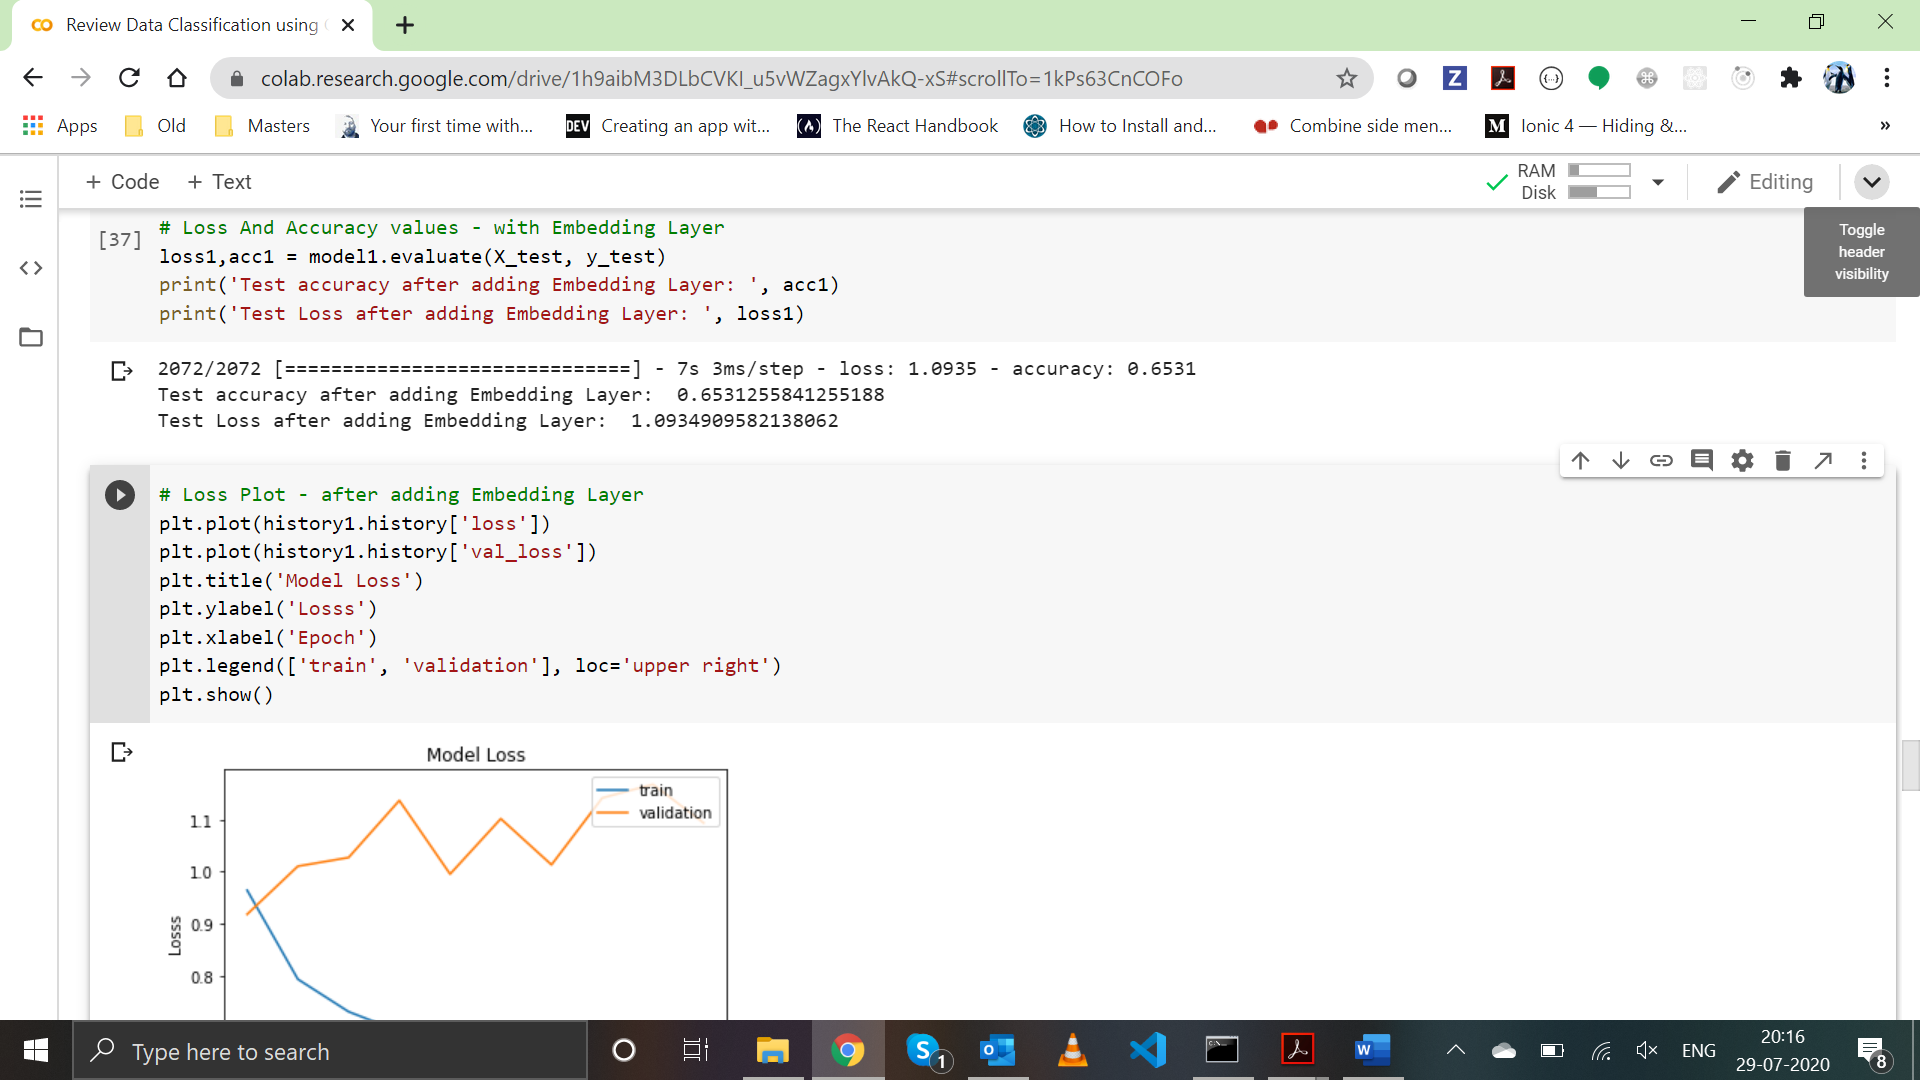 Review Data Classification using
colab.research.google.com/drive/1h9aibM3DLbCVKI_u5vWZagxYlvAkQ-xS#scrollTo=1kPs63CnCOFo
Apps Old Masters Your first time with... DEV Creating an app wit... The React Handbook How to Install and... Combine side men... M Ionic 4 — Hiding &... »
+ Code + Text RAM Disk Editing
Toggle
header
visibility
[37] # Loss And Accuracy values - with Embedding Layer
loss1,acc1 = model1.evaluate(X_test, y_test)
print('Test accuracy after adding Embedding Layer: ', acc1)
print('Test Loss after adding Embedding Layer: ', loss1)
2072/2072 [==============================] - 7s 3ms/step - loss: 1.0935 - accuracy: 0.6531
Test accuracy after adding Embedding Layer:  0.6531255841255188
Test Loss after adding Embedding Layer:  1.0934909582138062
# Loss Plot - after adding Embedding Layer
plt.plot(history1.history['loss'])
plt.plot(history1.history['val_loss'])
plt.title('Model Loss')
plt.ylabel('Losss')
plt.xlabel('Epoch')
plt.legend(['train', 'validation'], loc='upper right')
plt.show()
Model Loss
train
validation
1.1
1.0
0.9
0.8
Losss
Type here to search
ENG
20:16
29-07-2020
1
8